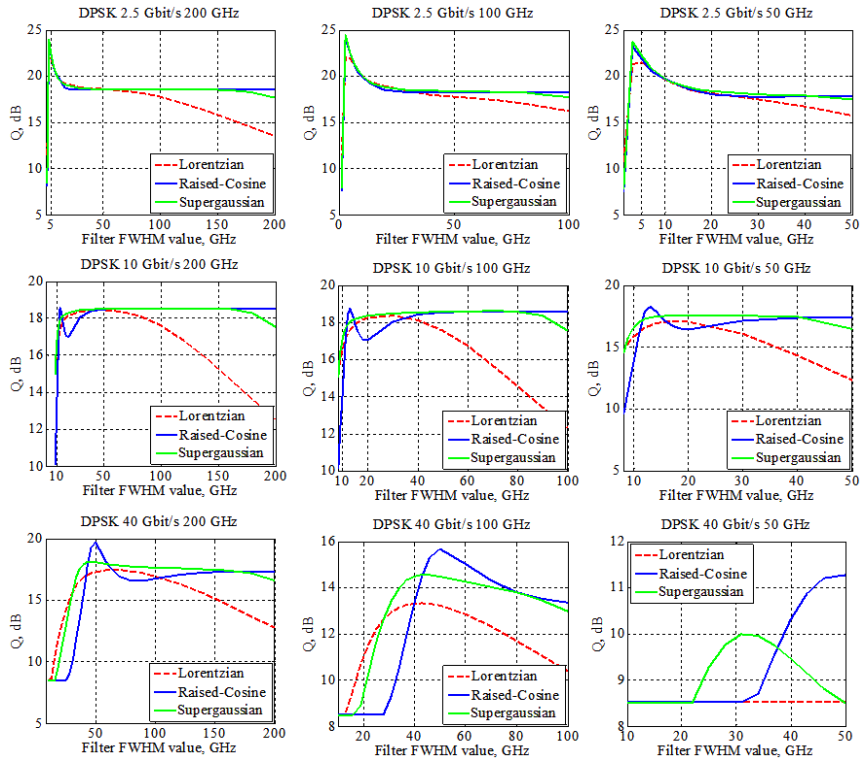 DPSK 2.5 Gbit/s 200 GHz
25
20
15
10
5
Q, dB
Lorentzian
Raised-Cosine
Supergaussian
5 50 100 150 200
Filter FWHM value, GHz
DPSK 2.5 Gbit/s 100 GHz
25
20
15
10
5
Q, dB
Lorentzian
Raised-Cosine
Supergaussian
0 50 100
Filter FWHM value, GHz
DPSK 2.5 Gbit/s 50 GHz
25
20
15
10
5
Q, dB
Lorentzian
Raised-Cosine
Supergaussian
5 10 20 30 40 50
Filter FWHM value, GHz
DPSK 10 Gbit/s 200 GHz
20
18
16
14
12
10
Q, dB
Lorentzian
Raised-Cosine
Supergaussian
10 50 100 150 200
Filter FWHM value, GHz
DPSK 10 Gbit/s 100 GHz
20
18
16
14
12
10
Q, dB
Lorentzian
Raised-Cosine
Supergaussian
10 20 40 60 80 100
Filter FWHM value, GHz
DPSK 10 Gbit/s 50 GHz
20
15
10
5
Q, dB
Lorentzian
Raised-Cosine
Supergaussian
10 20 30 40 50
Filter FWHM value, GHz
DPSK 40 Gbit/s 200 GHz
20
15
10
5
Q, dB
Lorentzian
Raised-Cosine
Supergaussian
50 100 150 200
Filter FWHM value, GHz
DPSK 40 Gbit/s 100 GHz
16
14
12
10
8
Q, dB
Lorentzian
Raised-Cosine
Supergaussian
20 40 60 80 100
Filter FWHM value, GHz
DPSK 40 Gbit/s 50 GHz
12
11
10
9
8
Q, dB
Lorentzian
Raised-Cosine
Supergaussian
10 20 30 40 50
Filter FWHM value, GHz